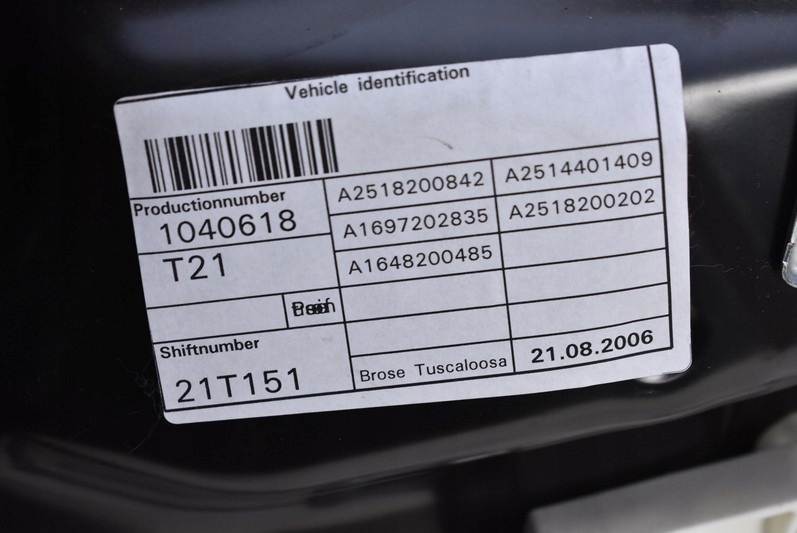 Vehicle identification
Productionnumber
1040618
T21
Shiftnumber
21T151
A2518200842 A2514401409
A1697202835 A2518200202
A1648200485
Brose Tuscaloosa 21.08.2006